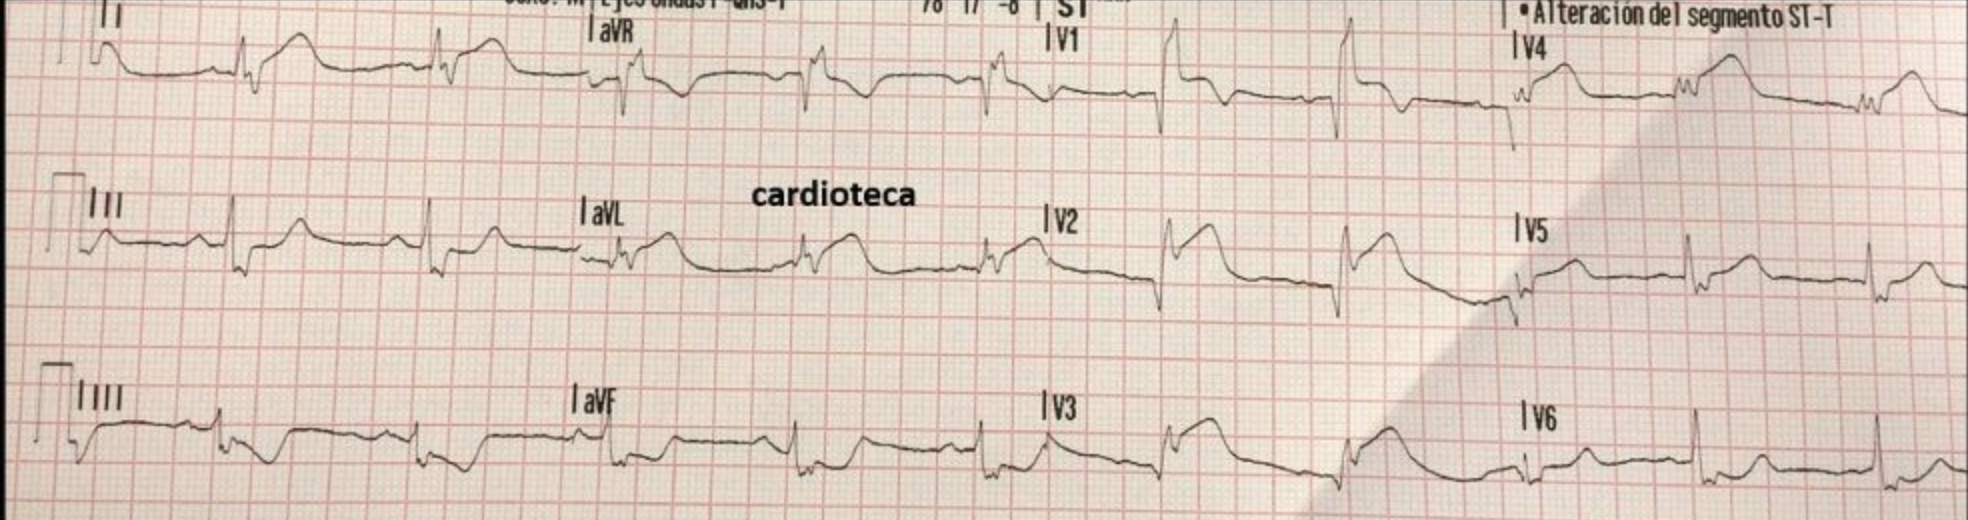 78 17 -8 ST
• Alteración del segmento ST-T
I
aVR
V1
V4
II
aVL
cardioteca
V2
V5
III
aVF
V3
V6